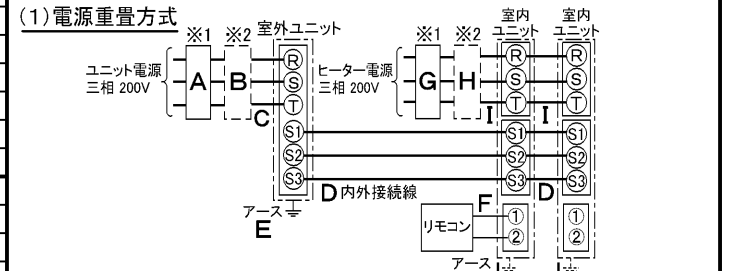 (1)電源重畳方式
※1 ※2 室外ユニット
ユニット電源
三相 200V
A B
R
S
T
C
S1
S2
S3
D 内外接続線
アース
E
※1 ※2
ヒーター電源
三相 200V
G H
室内
ユニット
室内
ユニット
R R
S S
T T
I I
S1 S1
S2 S2
S3 S3
D
F
リモコン
① ①
② ②
アース